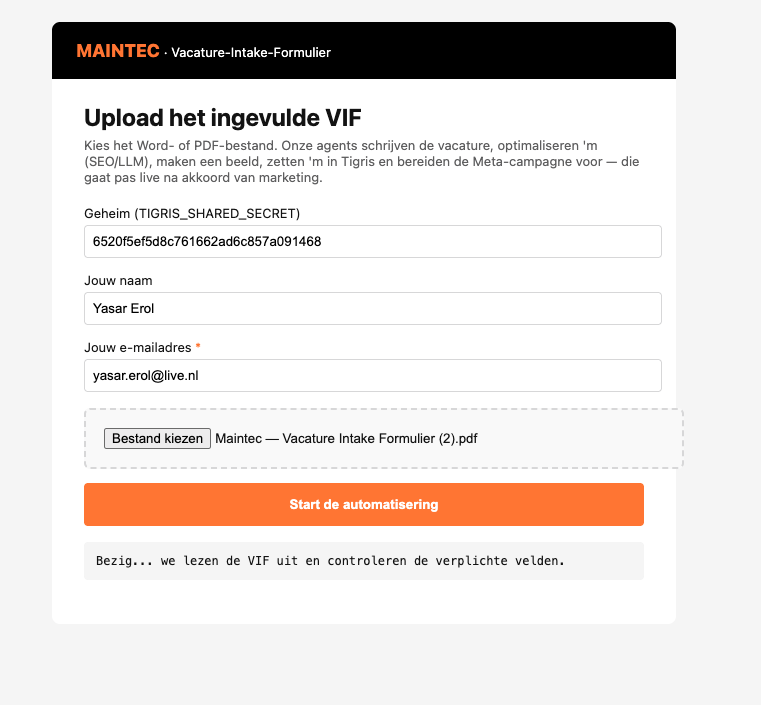 MAINTEC · Vacature-Intake-Formulier
Upload het ingevulde VIF
Kies het Word- of PDF-bestand. Onze agents schrijven de vacature, optimaliseren 'm
(SEO/LLM), maken een beeld, zetten 'm in Tigris en bereiden de Meta-campagne voor — die
gaat pas live na akkoord van marketing.
Geheim (TIGRIS_SHARED_SECRET)
6520f5ef5d8c761662ad6c857a091468
Jouw naam
Yasar Erol
Jouw e-mailadres *
yasar.erol@live.nl
Bestand kiezen Maintec — Vacature Intake Formulier (2).pdf
Start de automatisering
Bezig... we lezen de VIF uit en controleren de verplichte velden.